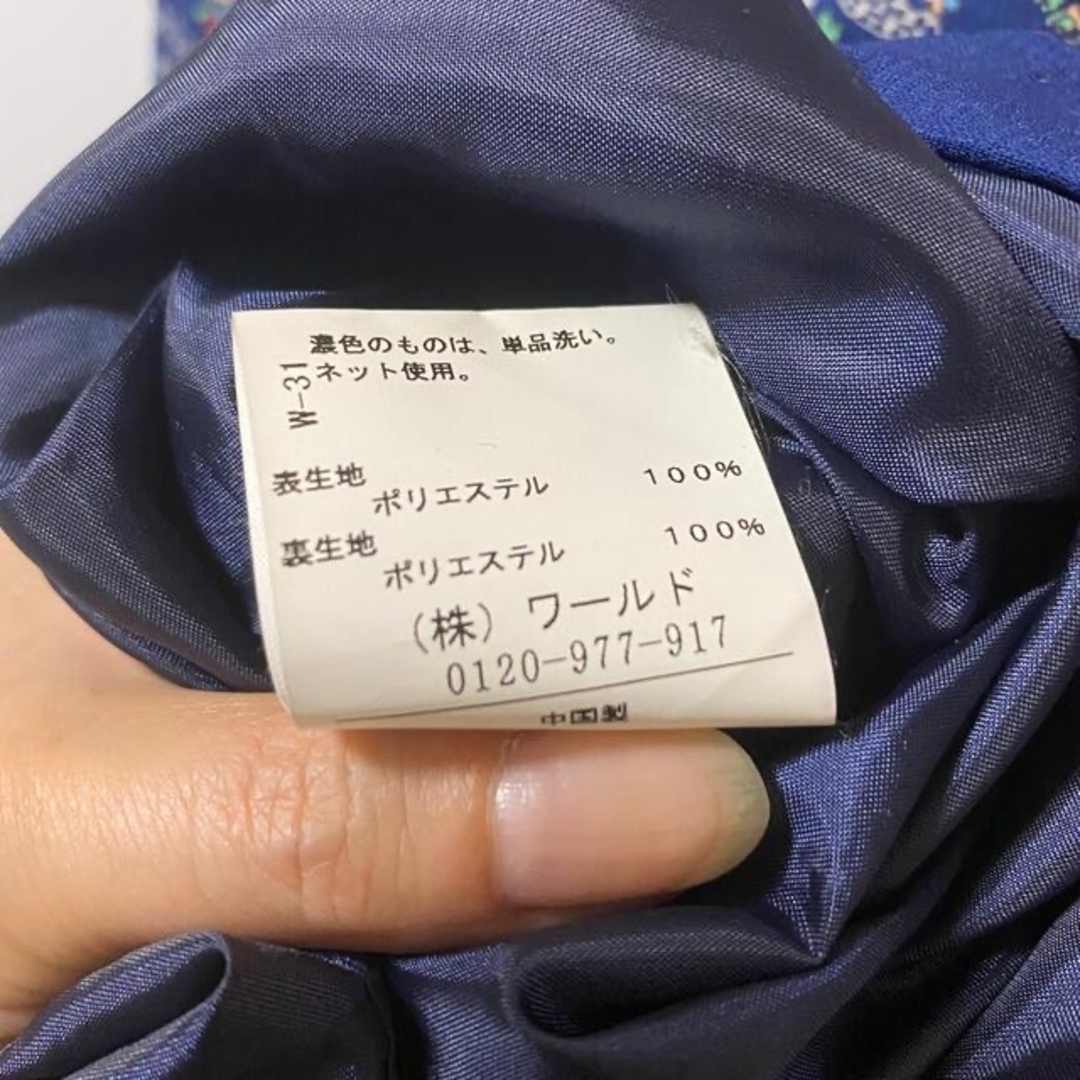 濃色のものは、単品洗い。
ネット使用。
W-31
表生地
ポリエステル 100%
裏生地
ポリエステル 100%
(株) ワールド
0120-977-917
中国製